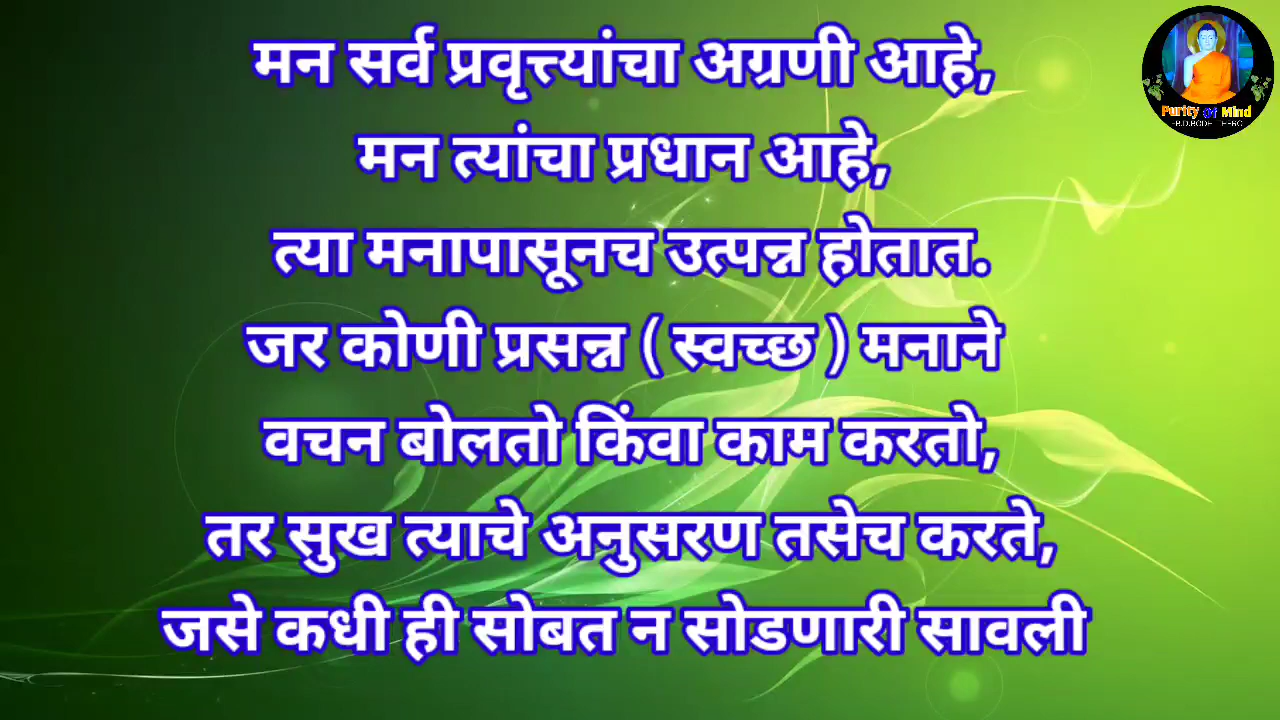 मन सर्व प्रवृत्त्यांचा अग्रणी आहे,
मन त्यांचा प्रधान आहे,
त्या मनापासूनच उत्पन्न होतात.
जर कोणी प्रसन्न ( स्वच्छ ) मनाने
वचन बोलतो किंवा काम करतो,
तर सुख त्याचे अनुसरण तसेच करते,
जसे कधी ही सोबत न सोडणारी सावली
Purity Of Mind